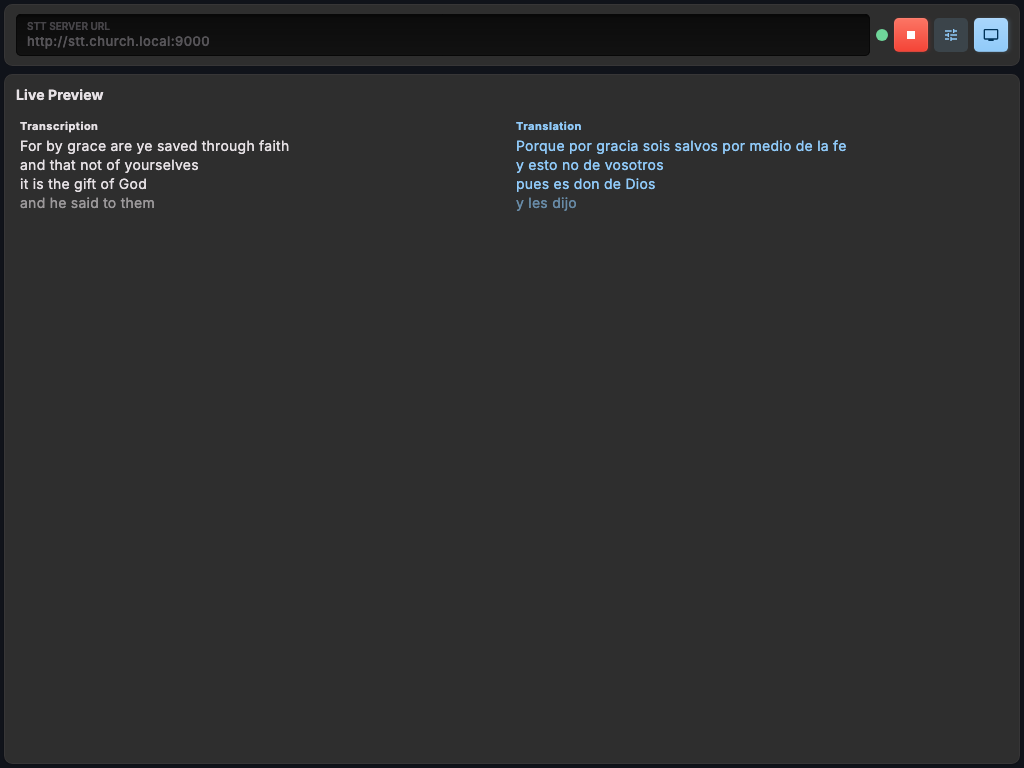 STT SERVER URL
http://stt.church.local:9000
Live Preview
Transcription
For by grace are ye saved through faith
and that not of yourselves
it is the gift of God
and he said to them
Translation
Porque por gracia sois salvos por medio de la fe
y esto no de vosotros
pues es don de Dios
y les dijo